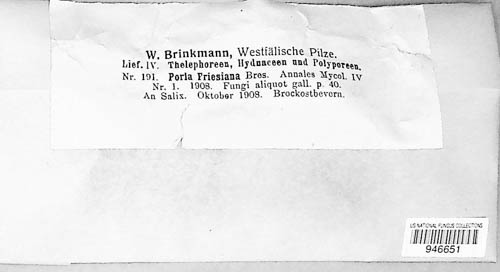 W. Brinkmann, Westfälische Pilze.
Lief. IV. Thelephoreen, Hydnaceen und Polyporeen.
Nr. 191. Poria Friesiana Bres. Annales Mycol. IV
Nr. 1. 1908. Fungi aliquot gall. p. 40.
An Salix. Oktober 1908. Brockostbevern.
US NATIONAL FUNGUS COLLECTIONS
946651